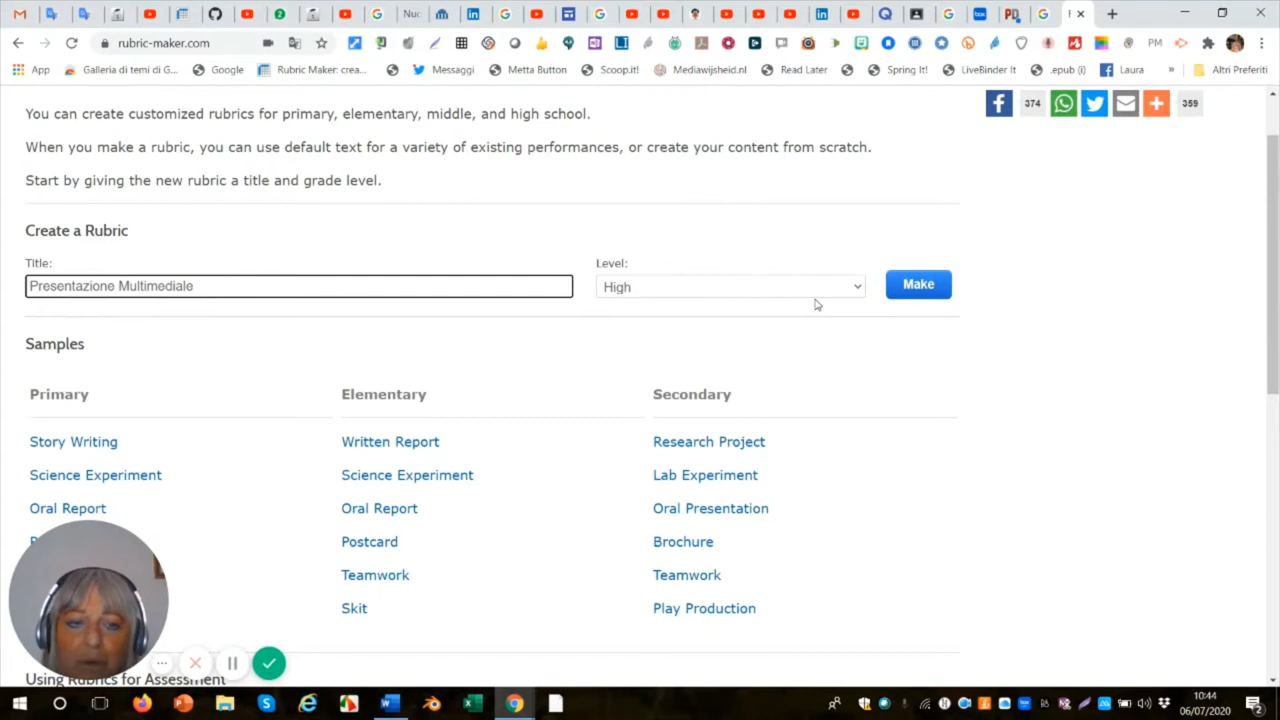 Nuo
PD
rubric-maker.com
PM
App
Galleria di temi di G...
Google
Rubric Maker: crea...
Messaggi
Metta Button
Scoop.it!
Mediawijsheid.nl
Read Later
Spring It!
LiveBinder It
.epub (i)
Laura
»
Altri Preferiti
You can create customized rubrics for primary, elementary, middle, and high school.
374
359
When you make a rubric, you can use default text for a variety of existing performances, or create your content from scratch.
Start by giving the new rubric a title and grade level.
Create a Rubric
Title:
Level:
Presentazione Multimediale
High
Make
Samples
Primary
Elementary
Secondary
Story Writing
Written Report
Research Project
Science Experiment
Science Experiment
Lab Experiment
Oral Report
Oral Report
Oral Presentation
Postcard
Brochure
Teamwork
Teamwork
Skit
Play Production
Using Rubrics for Assessment
10:44
06/07/2020
2